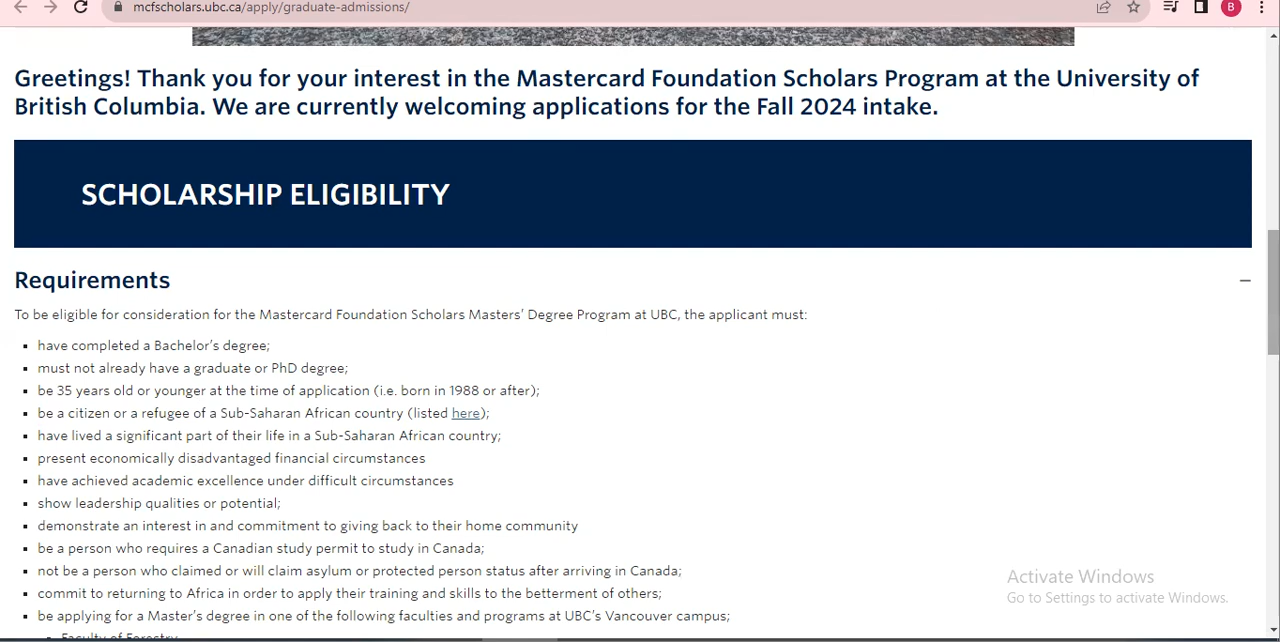 mcfscholars.ubc.ca/apply/graduate-admissions/
B
Greetings! Thank you for your interest in the Mastercard Foundation Scholars Program at the University of
British Columbia. We are currently welcoming applications for the Fall 2024 intake.
SCHOLARSHIP ELIGIBILITY
Requirements
To be eligible for consideration for the Mastercard Foundation Scholars Masters’ Degree Program at UBC, the applicant must:
have completed a Bachelor’s degree;
must not already have a graduate or PhD degree;
be 35 years old or younger at the time of application (i.e. born in 1988 or after);
be a citizen or a refugee of a Sub-Saharan African country (listed here);
have lived a significant part of their life in a Sub-Saharan African country;
present economically disadvantaged financial circumstances
have achieved academic excellence under difficult circumstances
show leadership qualities or potential;
demonstrate an interest in and commitment to giving back to their home community
be a person who requires a Canadian study permit to study in Canada;
not be a person who claimed or will claim asylum or protected person status after arriving in Canada;
commit to returning to Africa in order to apply their training and skills to the betterment of others;
be applying for a Master’s degree in one of the following faculties and programs at UBC’s Vancouver campus;
Faculty of Forestry
Activate Windows
Go to Settings to activate Windows.